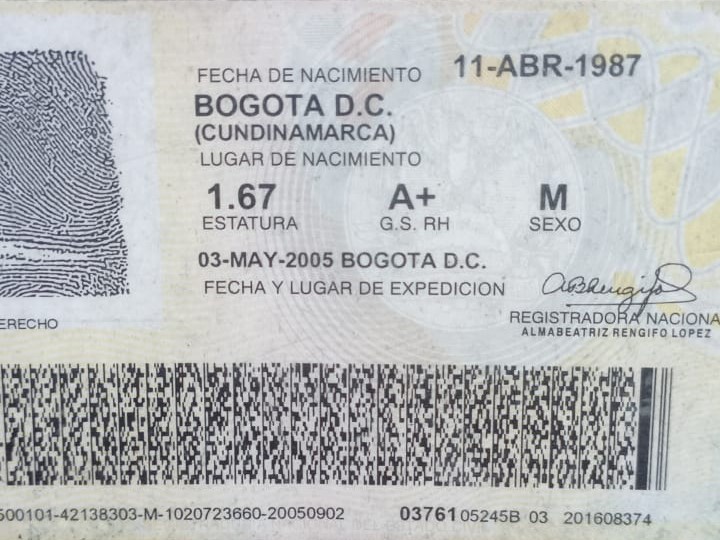 FECHA DE NACIMIENTO 11-ABR-1987
BOGOTA D.C.
(CUNDINAMARCA)
LUGAR DE NACIMIENTO
1.67 A+ M
ESTATURA G.S. RH SEXO
03-MAY-2005 BOGOTA D.C.
FECHA Y LUGAR DE EXPEDICION
ERECHO
REGISTRADORA NACIONA
ALMABEATRIZ RENGIFO LOPEZ
500101-42138303-M-1020723660-20050902 03761 05245B 03 201608374